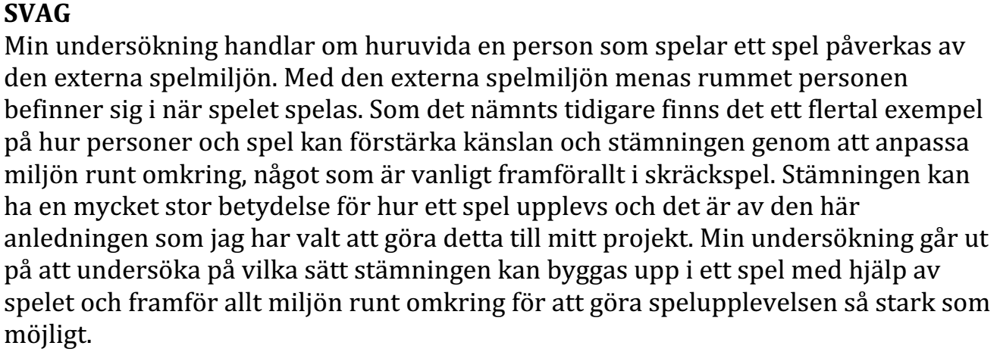 SVAG
Min undersökning handlar om huruvida en person som spelar ett spel påverkas av
den externa spelmiljön. Med den externa spelmiljön menas rummet personen
befinner sig i när spelet spelas. Som det nämnts tidigare finns det ett flertal exempel
på hur personer och spel kan förstärka känslan och stämningen genom att anpassa
miljön runt omkring, något som är vanligt framförallt i skräckspel. Stämningen kan
ha en mycket stor betydelse för hur ett spel upplevs och det är av den här
anledningen som jag har valt att göra detta till mitt projekt. Min undersökning går ut
på att undersöka på vilka sätt stämningen kan byggas upp i ett spel med hjälp av
spelet och framför allt miljön runt omkring för att göra spelupplevelsen så stark som
möjligt.